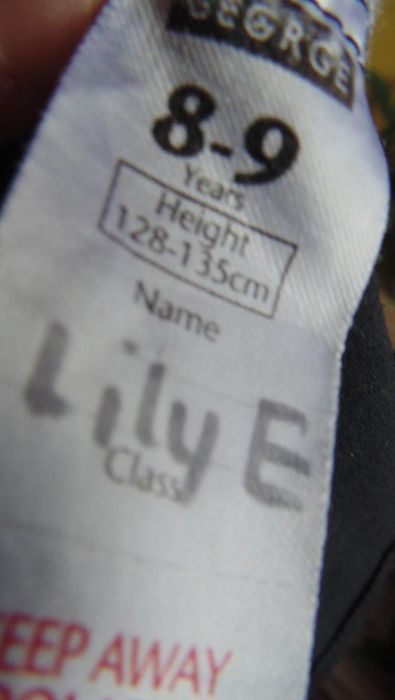 GEORGE
8-9
Years
Height
128-135cm
Name
Lily E
Class
KEEP AWAY